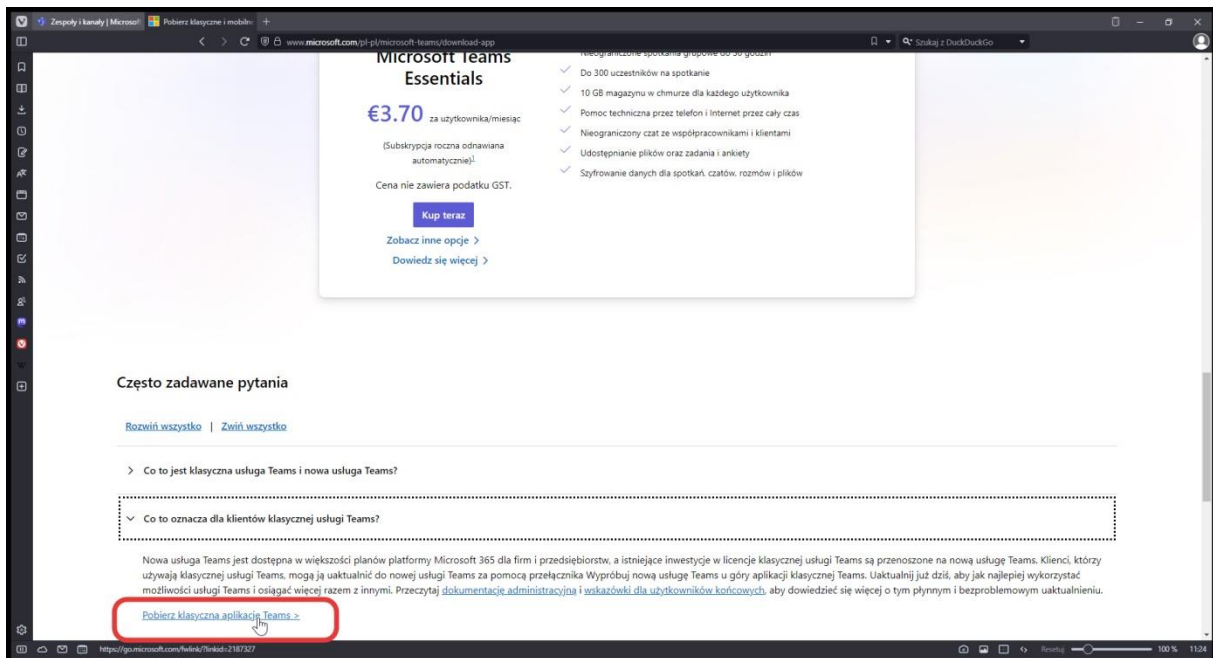 Zespoły i kanały | Microsoft
Pobierz klasyczne i mobilne
www.microsoft.com/pl-pl/microsoft-teams/download-app
Szukaj z DuckDuckGo
Microsoft Teams
Essentials
€3.70 za użytkownika/miesiąc
(Subskrypcja roczna odnawiana
automatycznie)1
Cena nie zawiera podatku GST.
Kup teraz
Zobacz inne opcje >
Dowiedz się więcej >
Nieograniczone spotkania grupowe do 30 godzin
Do 300 uczestników na spotkanie
10 GB magazynu w chmurze dla każdego użytkownika
Pomoc techniczna przez telefon i Internet przez cały czas
Nieograniczony czat ze współpracownikami i klientami
Udostępnianie plików oraz zadania i ankiety
Szyfrowanie danych dla spotkań, czatów, rozmów i plików
Często zadawane pytania
Rozwiń wszystko | Zwiń wszystko
Co to jest klasyczna usługa Teams i nowa usługa Teams?
Co to oznacza dla klientów klasycznej usługi Teams?
Nowa usługa Teams jest dostępna w większości planów platformy Microsoft 365 dla firm i przedsiębiorstw, a istniejące inwestycje w licencje klasycznej usługi Teams są przenoszone na nową usługę Teams. Klienci, którzy
używają klasycznej usługi Teams, mogą ją uaktualnić do nowej usługi Teams za pomocą przełącznika Wypróbuj nową usługę Teams u góry aplikacji klasycznej Teams. Uaktualnij już dziś, aby jak najlepiej wykorzystać
możliwości usługi Teams i osiągać więcej razem z innymi. Przeczytaj dokumentację administracyjną i wskazówki dla użytkowników końcowych, aby dowiedzieć się więcej o tym płynnym i bezproblemowym uaktualnieniu.
Pobierz klasyczna aplikację Teams >
https://go.microsoft.com/fwlink/?linkid=2187327
Resetuj
100 %
11:24